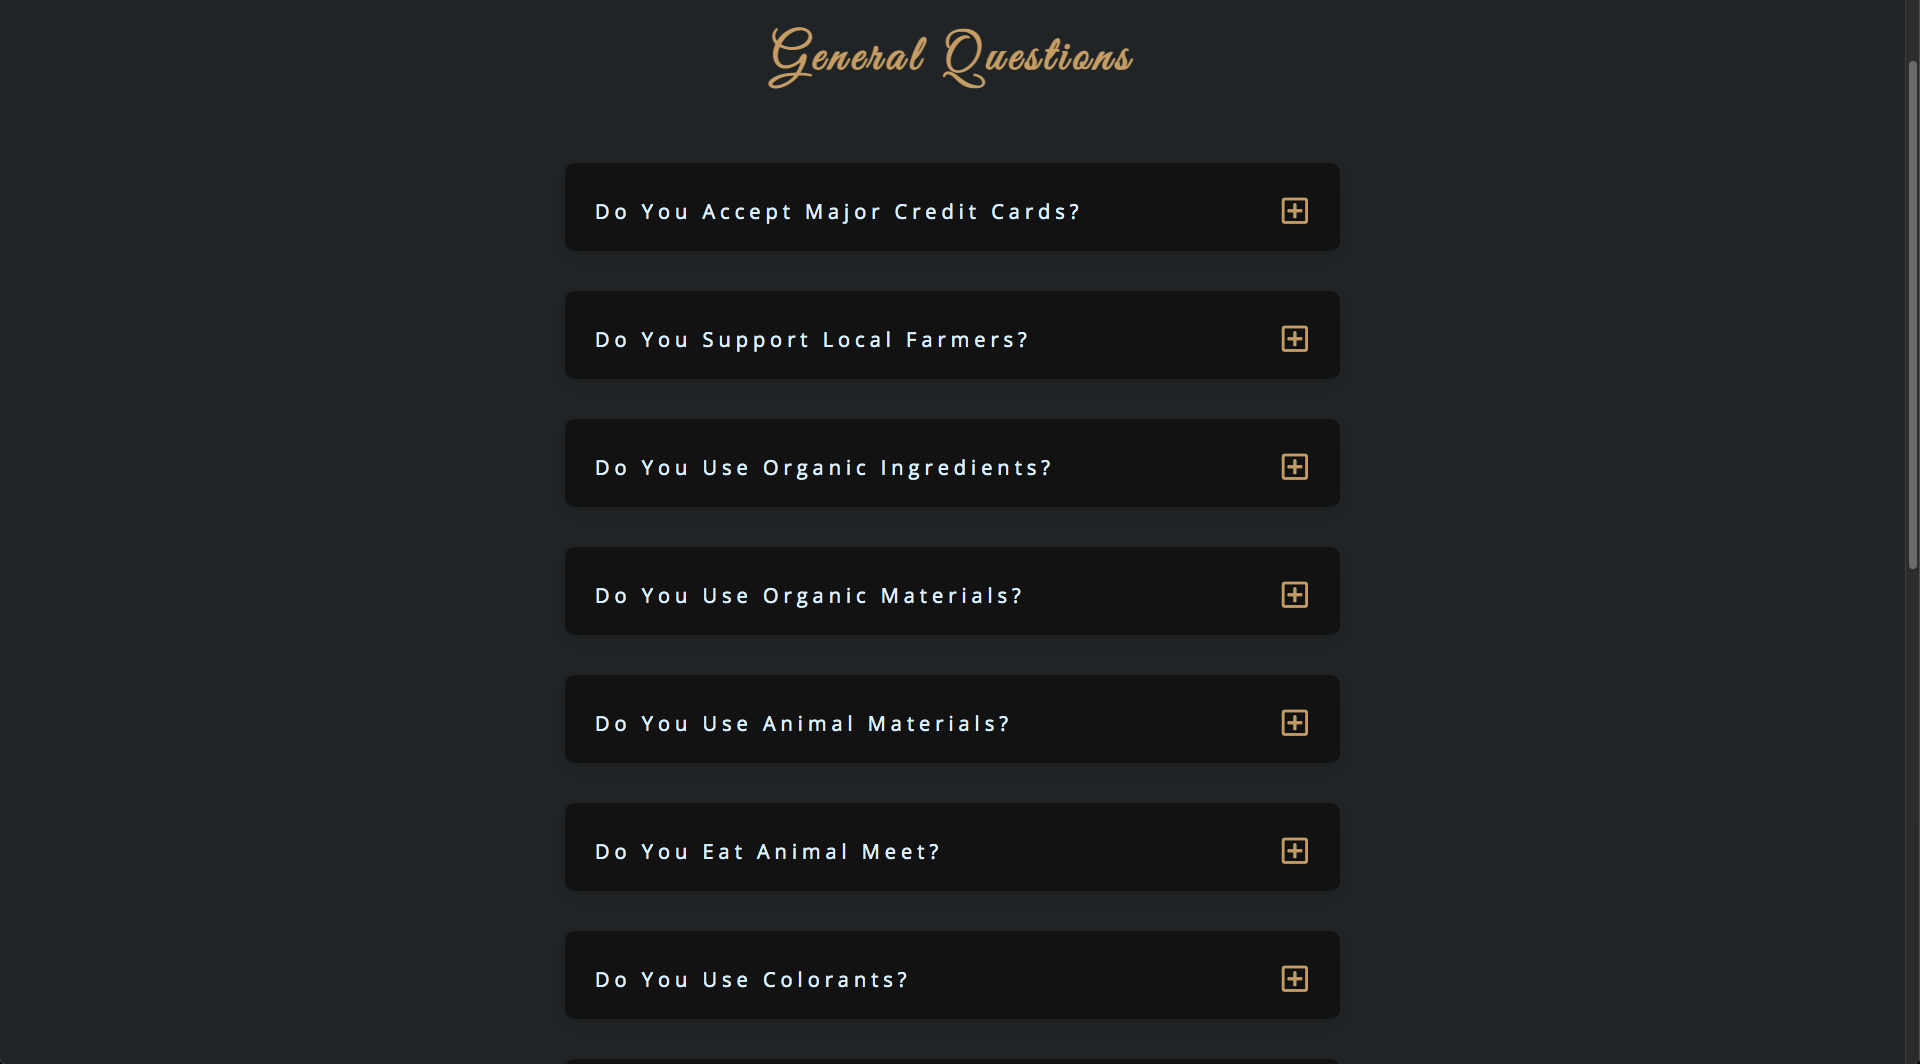 General Questions
Do You Accept Major Credit Cards?
Do You Support Local Farmers?
Do You Use Organic Ingredients?
Do You Use Organic Materials?
Do You Use Animal Materials?
Do You Eat Animal Meet?
Do You Use Colorants?